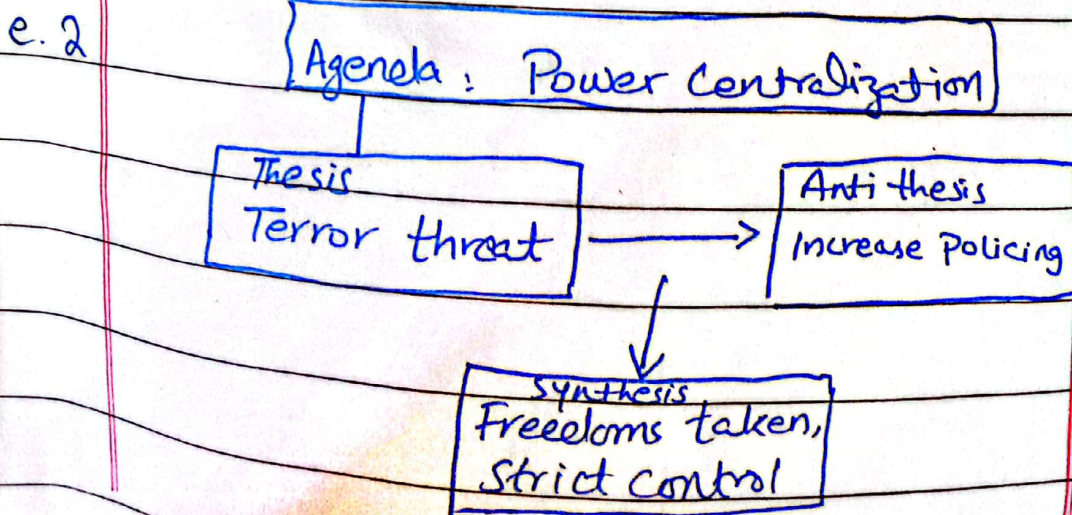 e.2
Agenda: Power Centralization
Thesis
Terror threat
Anti thesis
Increase Policing
Synthesis
Freedoms taken,
Strict control